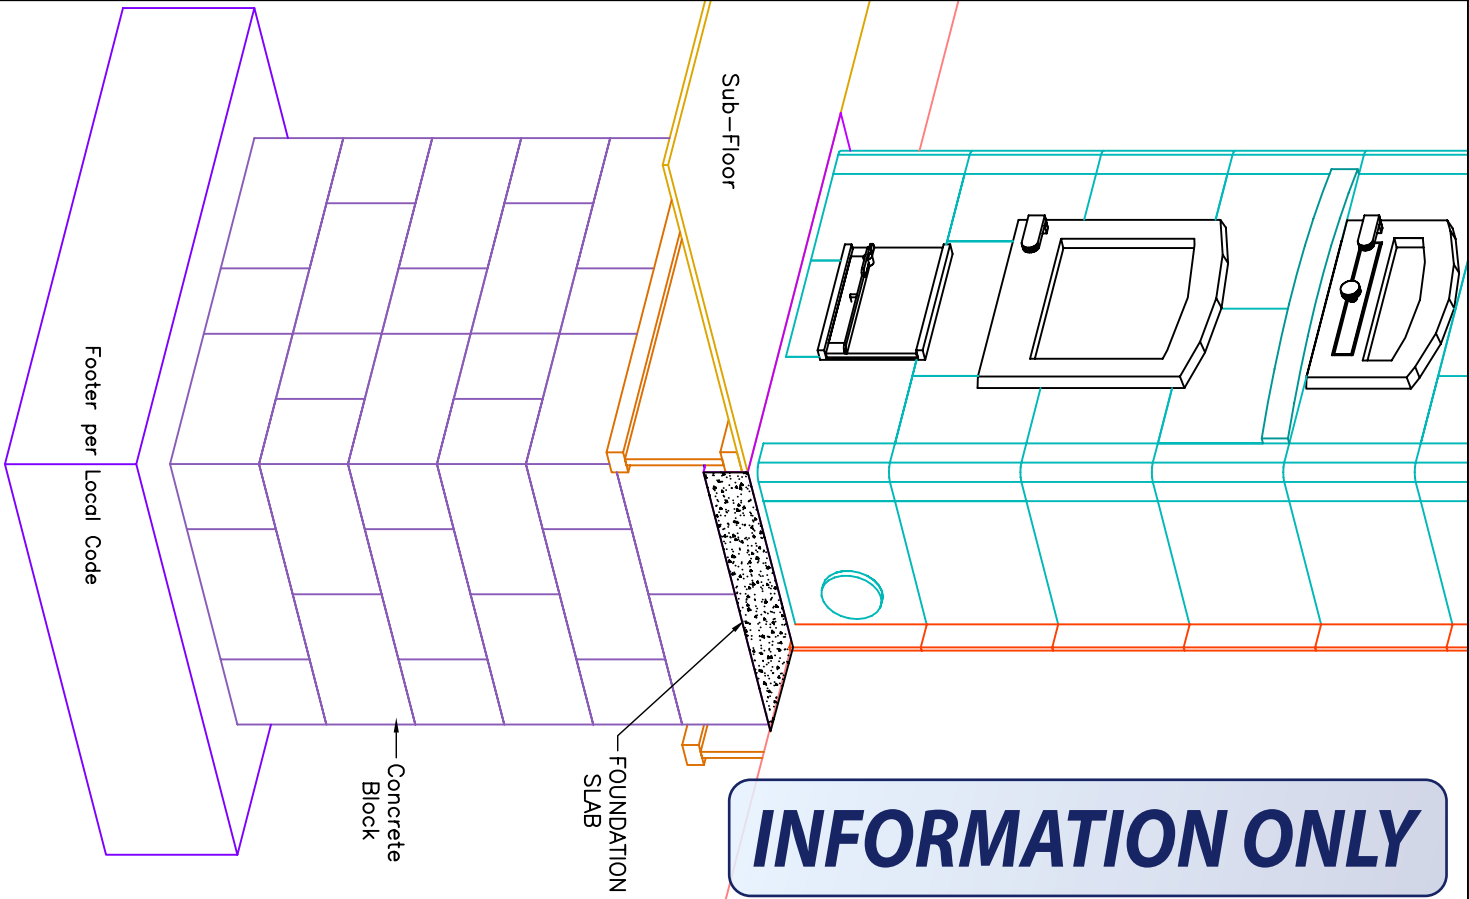 Sub-Floor
Footer per Local Code
Concrete
Block
FOUNDATION
SLAB
INFORMATION ONLY